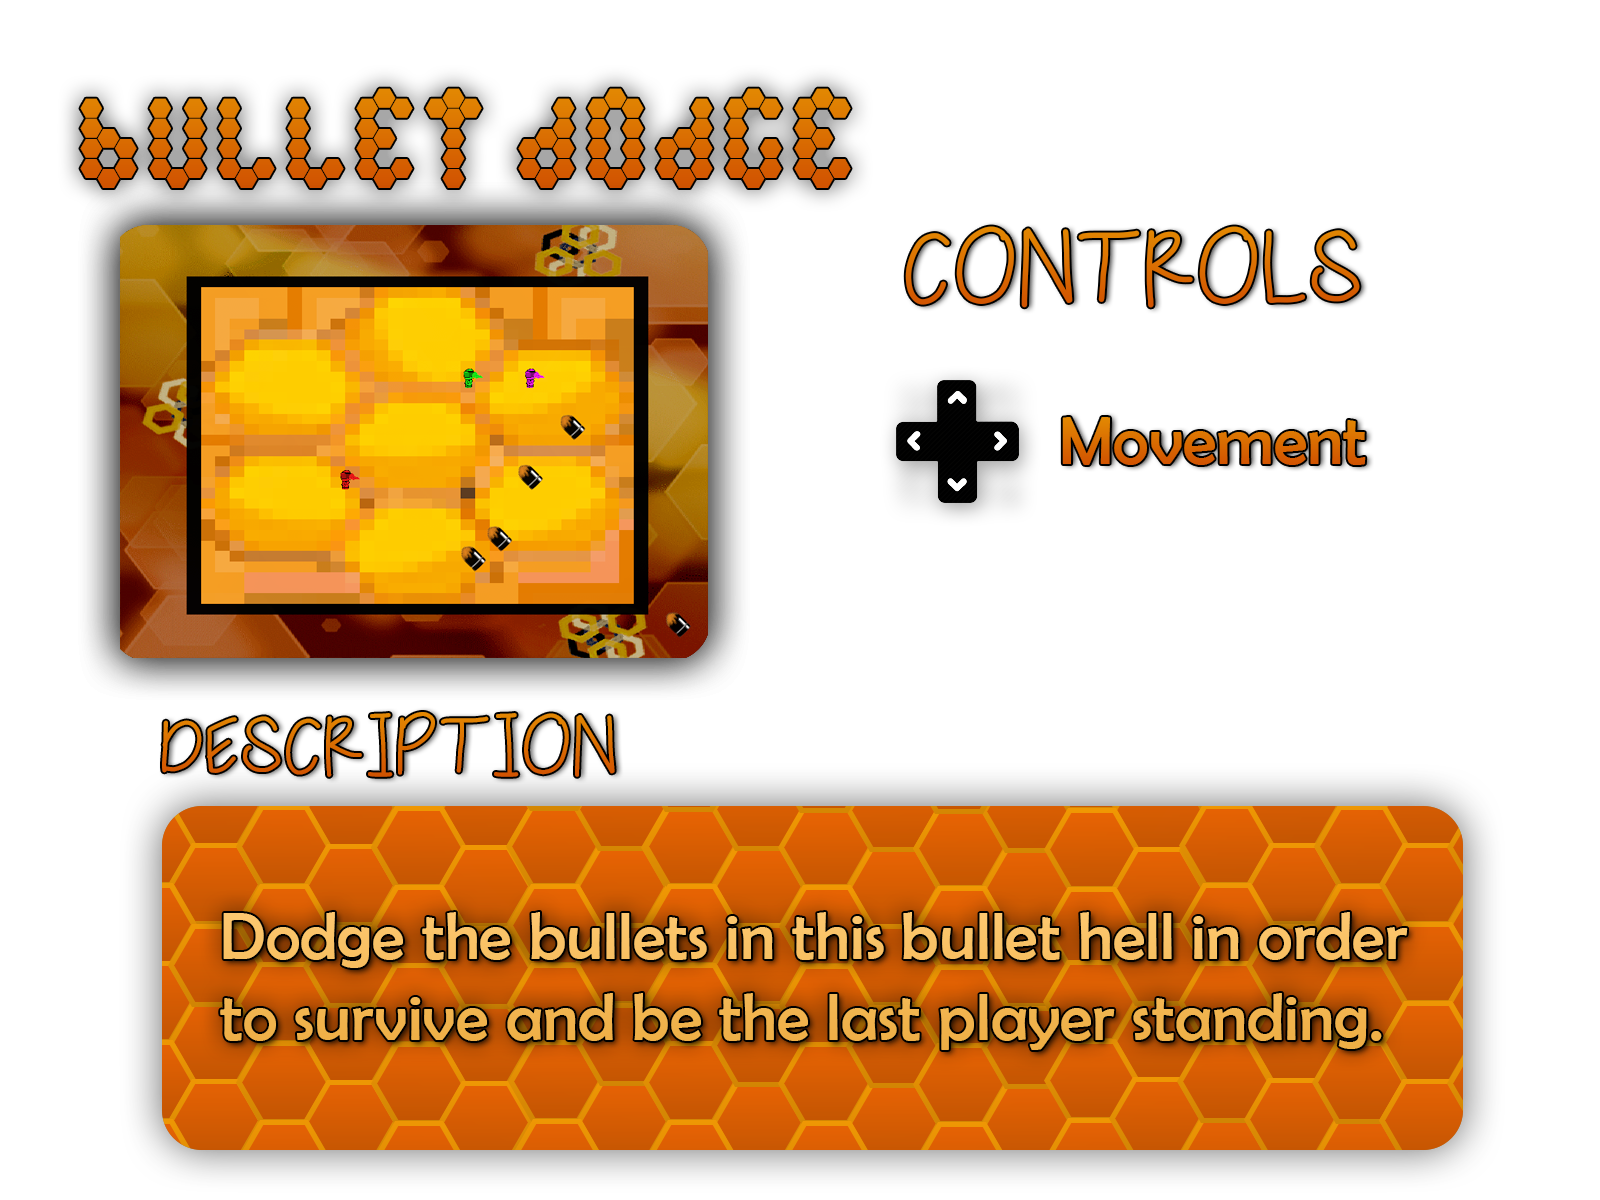 bULLET dOdGE
CONTROLS
Movement
DESCRIPTION
Dodge the bullets in this bullet hell in order
to survive and be the last player standing.